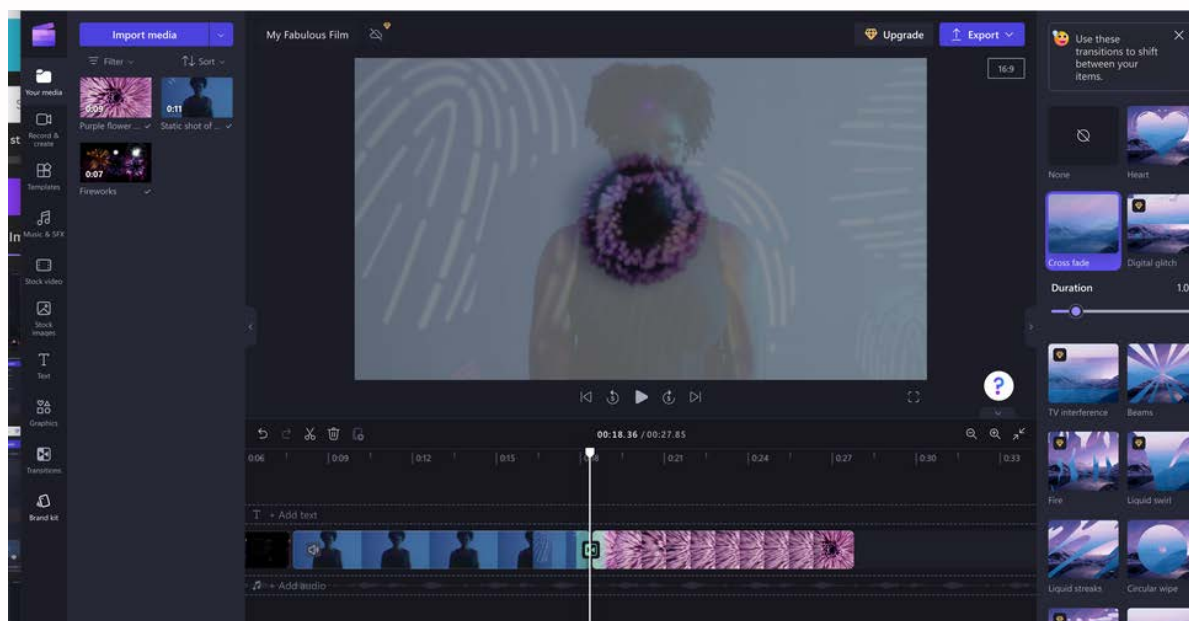 Import media
My Fabulous Film
Upgrade
Export
Use these
transitions to shift
between your
items.
16:9
Your media
Record &
create
Templates
Music & SFX
Stock video
Stock
images
Text
Graphics
Transitions
Brand kit
Filter
Sort
0:09
0:11
Purple flower ...
Static shot of ...
0:07
Fireworks
None
Heart
Cross fade
Digital glitch
Duration
1.0
TV interference
Beams
Fire
Liquid swirl
Liquid streaks
Circular wipe
5
5
?
00:18.36 / 00:27.85
0:06
0:09
0:12
0:15
0:21
0:24
0:27
0:30
0:33
T + Add text
+ Add audio